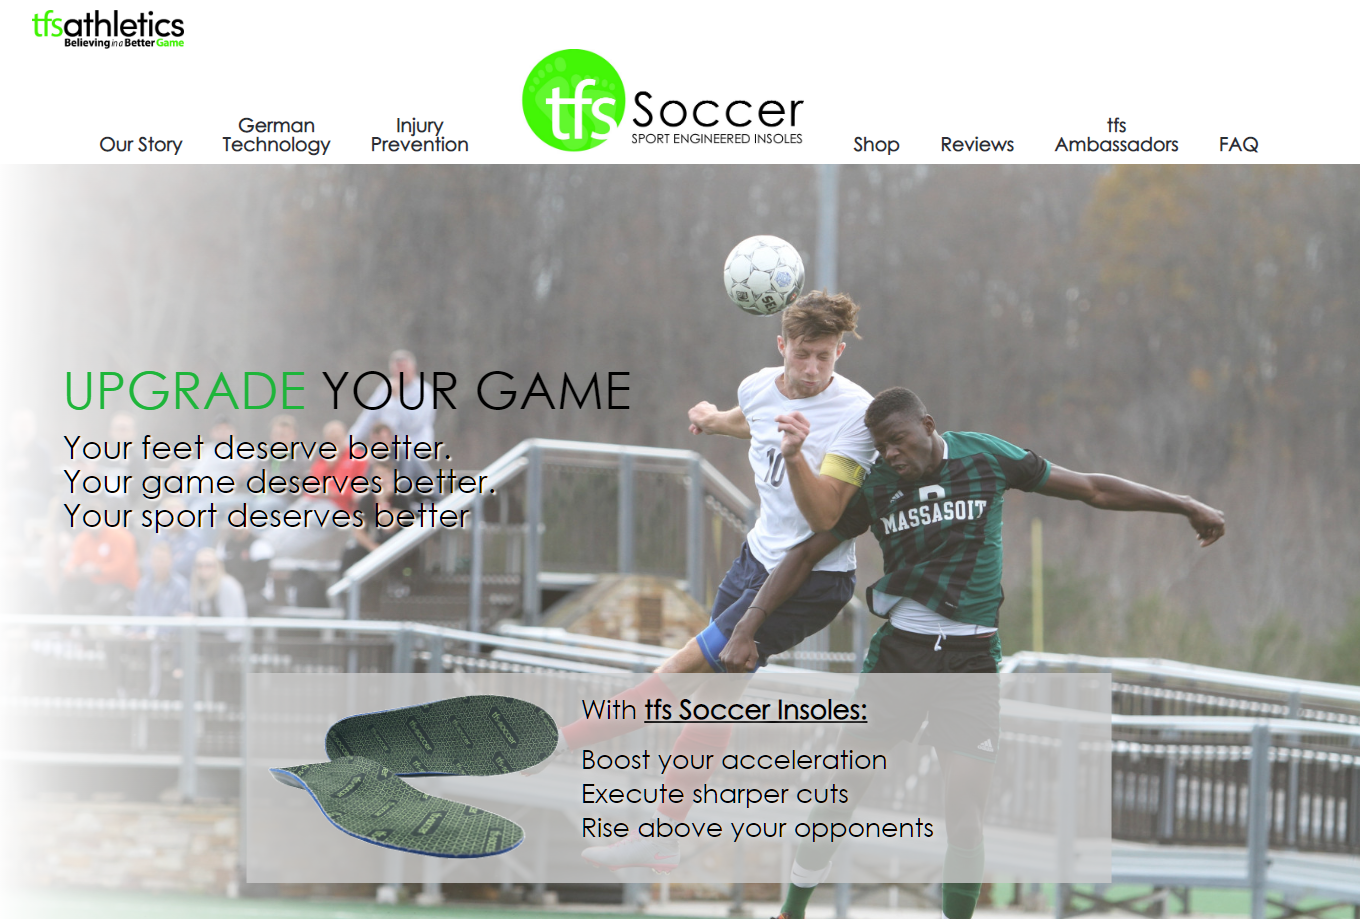 tfsathletics
Believing in a Better Game
Our Story
German
Technology
Injury
Prevention
tfs Soccer
SPORT ENGINEERED INSOLES
Shop
Reviews
tfs
Ambassadors
FAQ
UPGRADE YOUR GAME
Your feet deserve better.
Your game deserves better.
Your sport deserves better
10
MASSASOIT
With tfs Soccer Insoles:
Boost your acceleration
Execute sharper cuts
Rise above your opponents